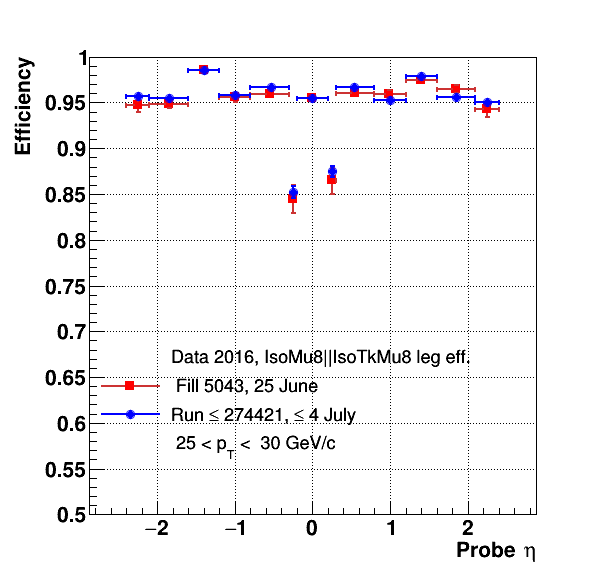 Efficiency
1
0.95
0.9
0.85
0.8
0.75
0.7
0.65
0.6
0.55
0.5
Data 2016, IsoMu8||IsoTkMu8 leg eff.
Fill 5043, 25 June
Run ≤ 274421, ≤ 4 July
25 < p_T < 30 GeV/c
−2 −1 0 1 2
Probe η